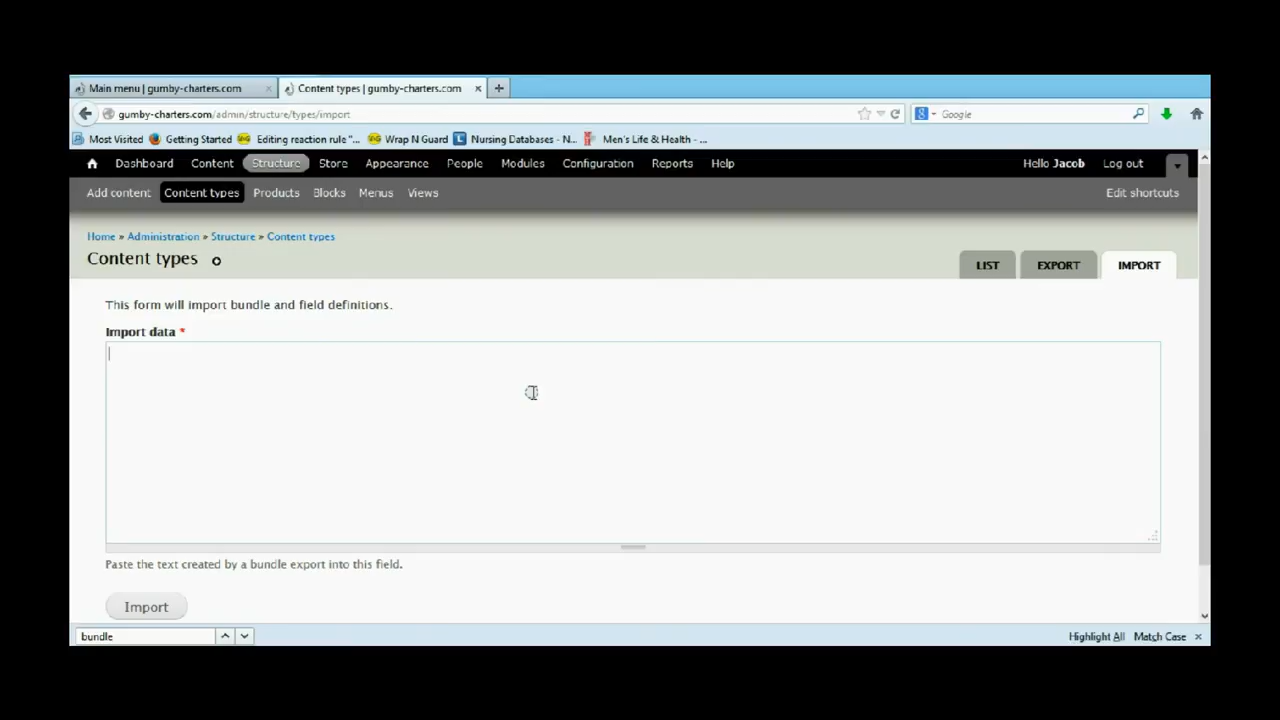 Main menu | gumby-charters.com × Content types | gumby-charters.com × +
gumby-charters.com/admin/structure/types/import Google
Most Visited Getting Started Editing reaction rule "... Wrap N Guard Nursing Databases - N... Men's Life & Health - ...
Dashboard Content Structure Store Appearance People Modules Configuration Reports Help Hello Jacob Log out
Add content Content types Products Blocks Menus Views Edit shortcuts
Home » Administration » Structure » Content types
Content types LIST EXPORT IMPORT
This form will import bundle and field definitions.
Import data *
Paste the text created by a bundle export into this field.
Import
bundle Highlight All Match Case ×